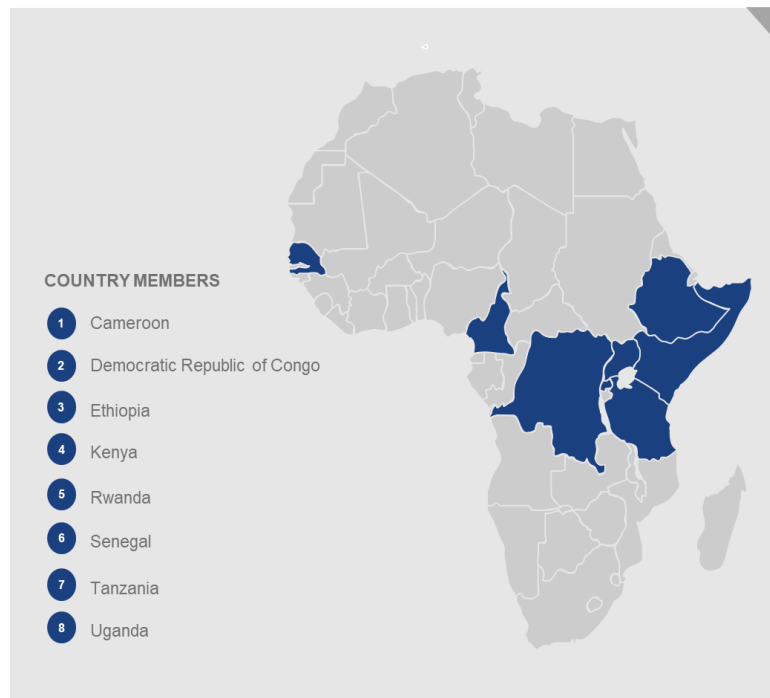 COUNTRY MEMBERS
1 Cameroon
2 Democratic Republic of Congo
3 Ethiopia
4 Kenya
5 Rwanda
6 Senegal
7 Tanzania
8 Uganda